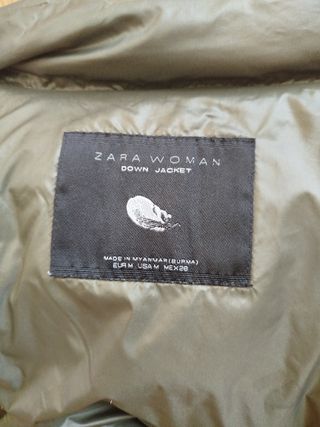 ZARA WOMAN
DOWN JACKET
MADE IN MYANMAR (BURMA)
EUR M USA M MEX 28